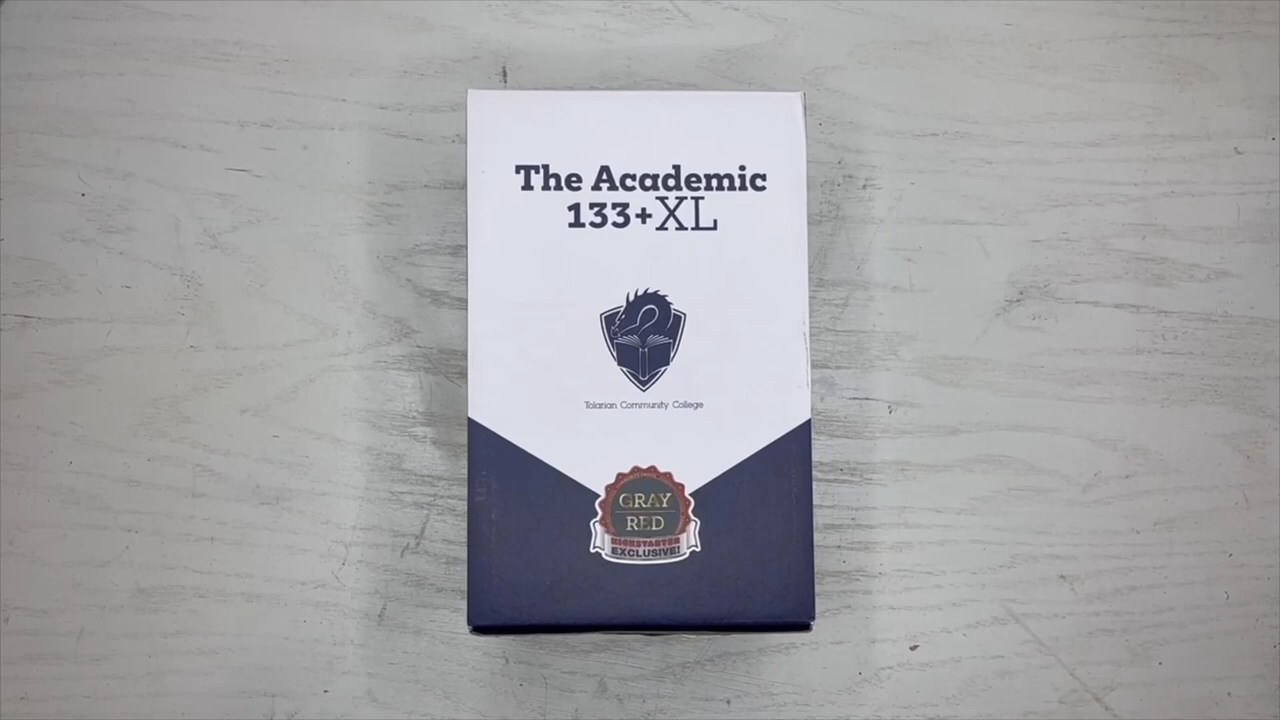 The Academic
133+XL
Tolarian Community College
GRAY
RED
KICKSTARTER
EXCLUSIVE!